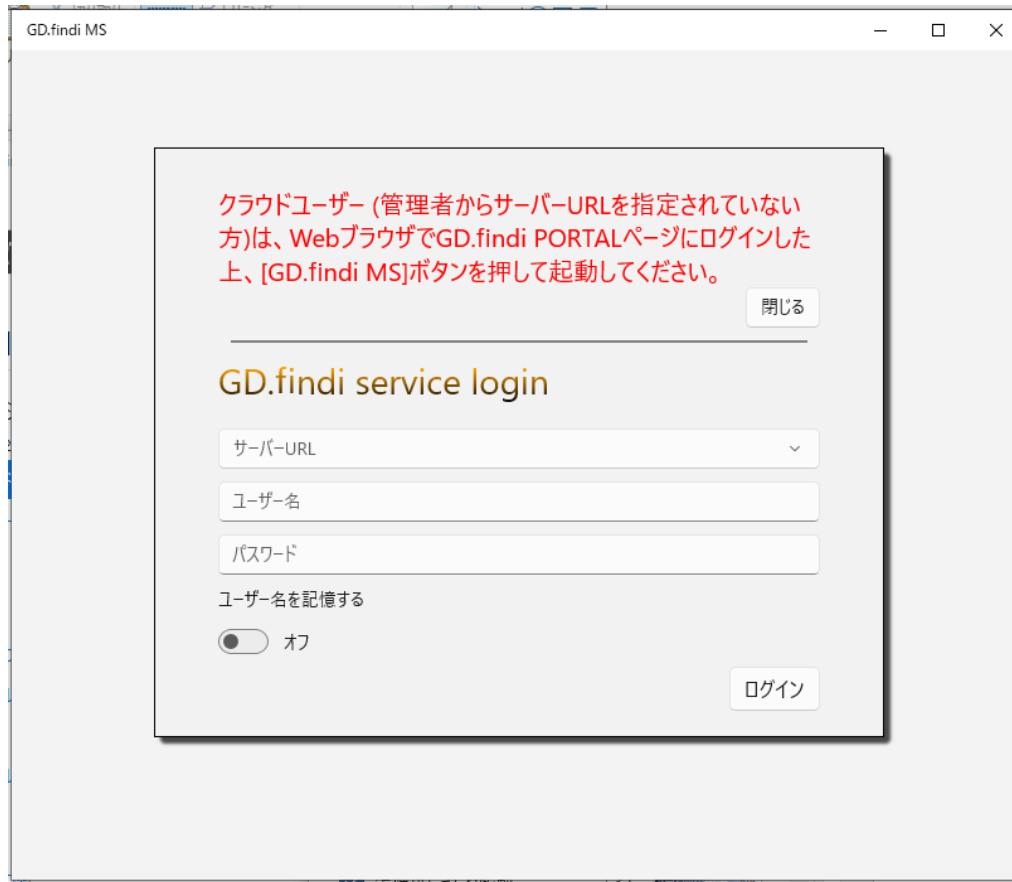 GD.findi MS
クラウドユーザー (管理者からサーバーURLを指定されていない
方)は、WebブラウザでGD.findi PORTALページにログインした
上、[GD.findi MS]ボタンを押して起動してください。
閉じる
GD.findi service login
サーバーURL
ユーザー名
パスワード
ユーザー名を記憶する
オフ
ログイン